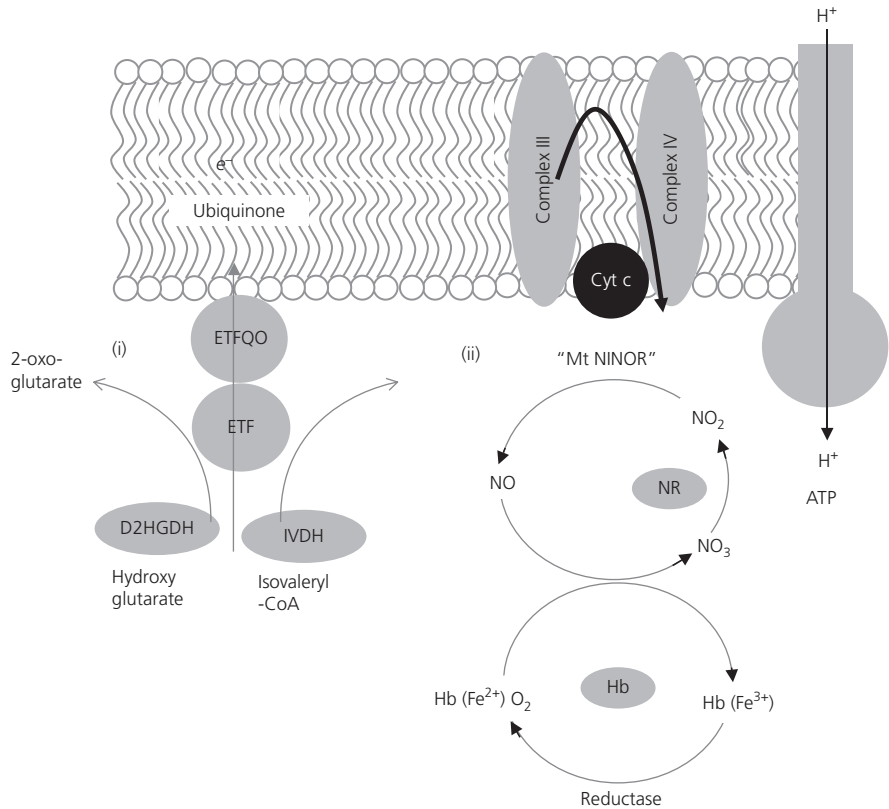 H⁺
Complex III
Complex IV
e⁻
Ubiquinone
Cyt c
ETFQO
(i)
(ii)
"Mt NINOR"
2-oxo-
glutarate
ETF
NO₂
NO
NR
H⁺
ATP
D2HGDH
IVDH
NO₃
Hydroxy
glutarate
Isovaleryl
-CoA
Hb (Fe²⁺) O₂
Hb
Hb (Fe³⁺)
Reductase